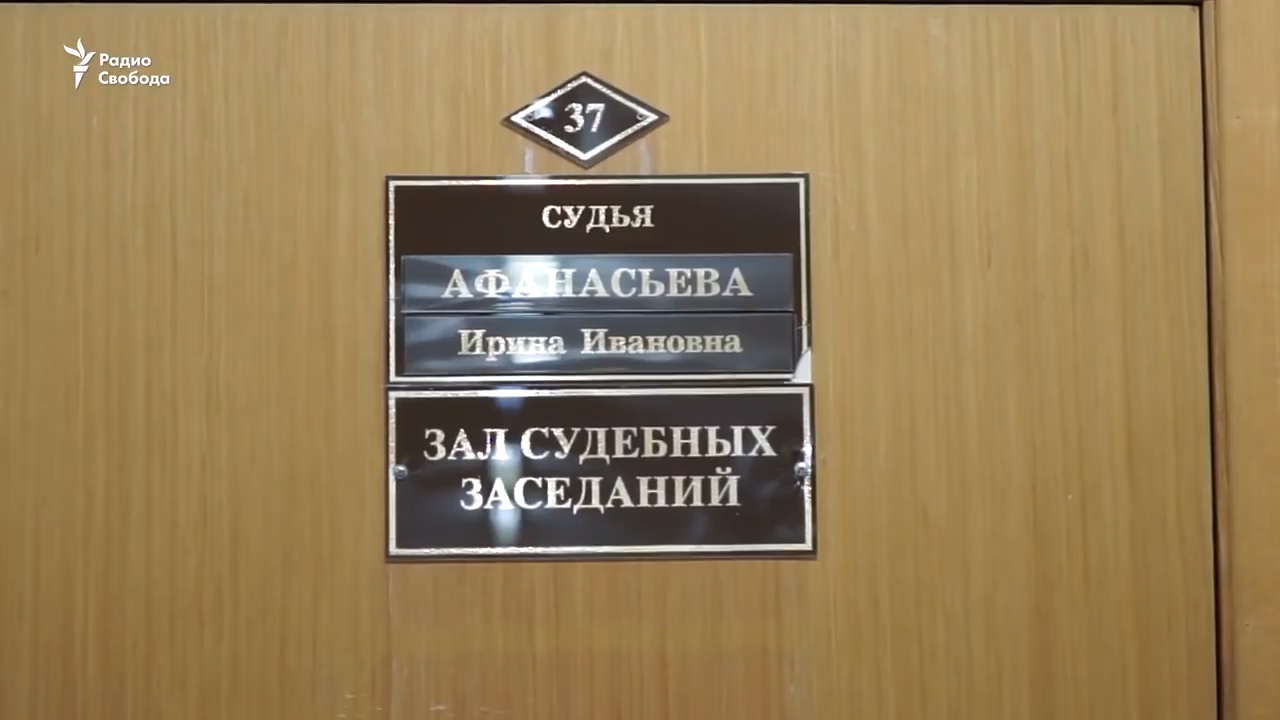 Радио
Свобода
37
СУДЬЯ
АФАНАСЬЕВА
Ирина Ивановна
ЗАЛ СУДЕБНЫХ
ЗАСЕДАНИЙ